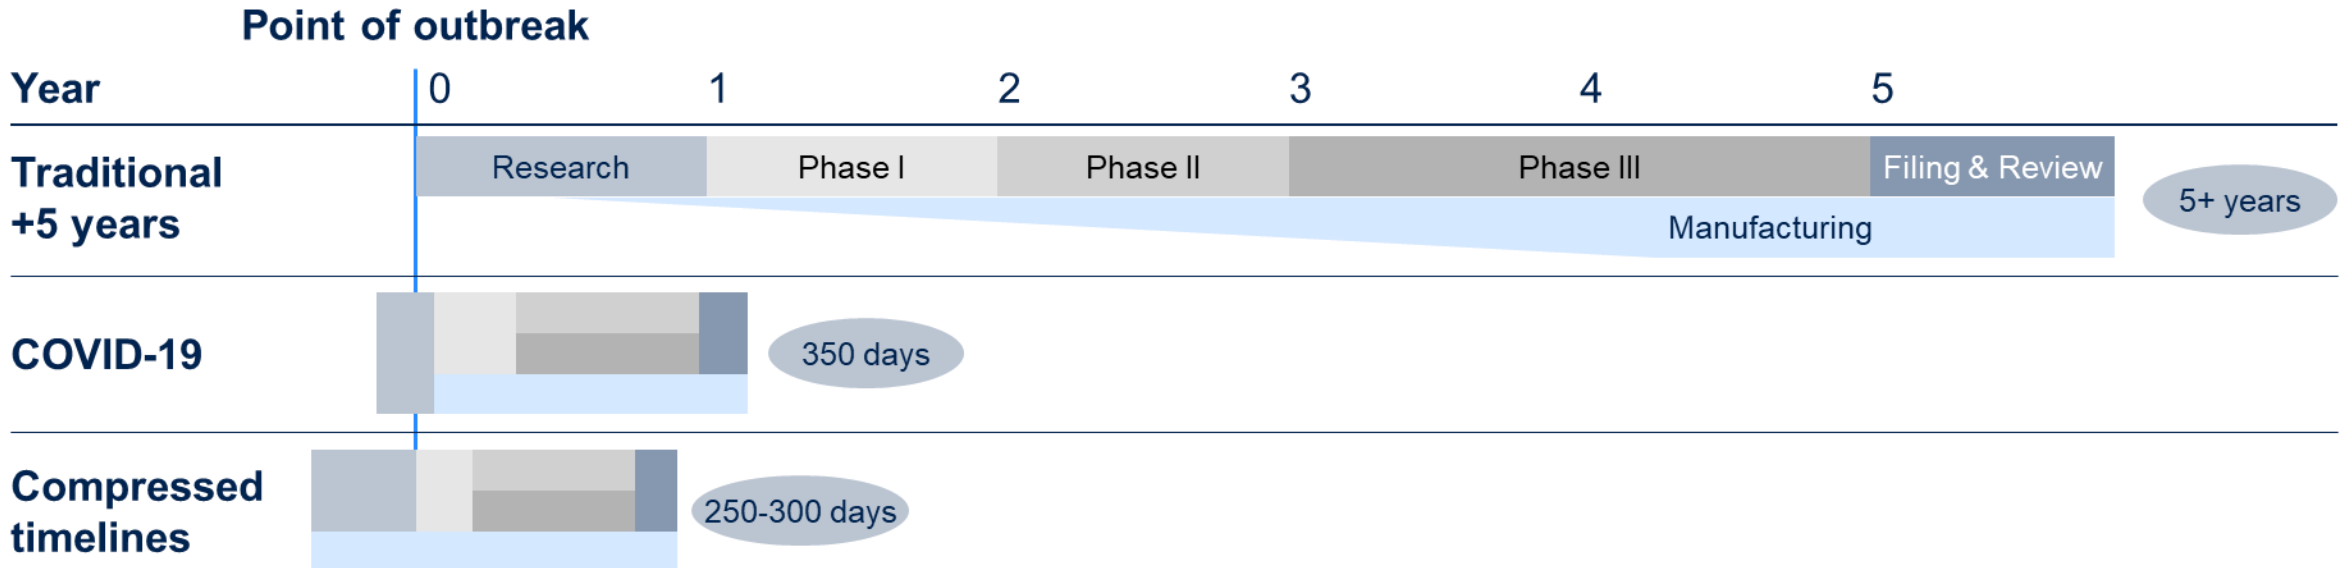 Point of outbreak
Year 0 1 2 3 4 5
Traditional
+5 years
Research Phase I Phase II Phase III Filing & Review
Manufacturing
5+ years
COVID-19
350 days
Compressed
timelines
250-300 days